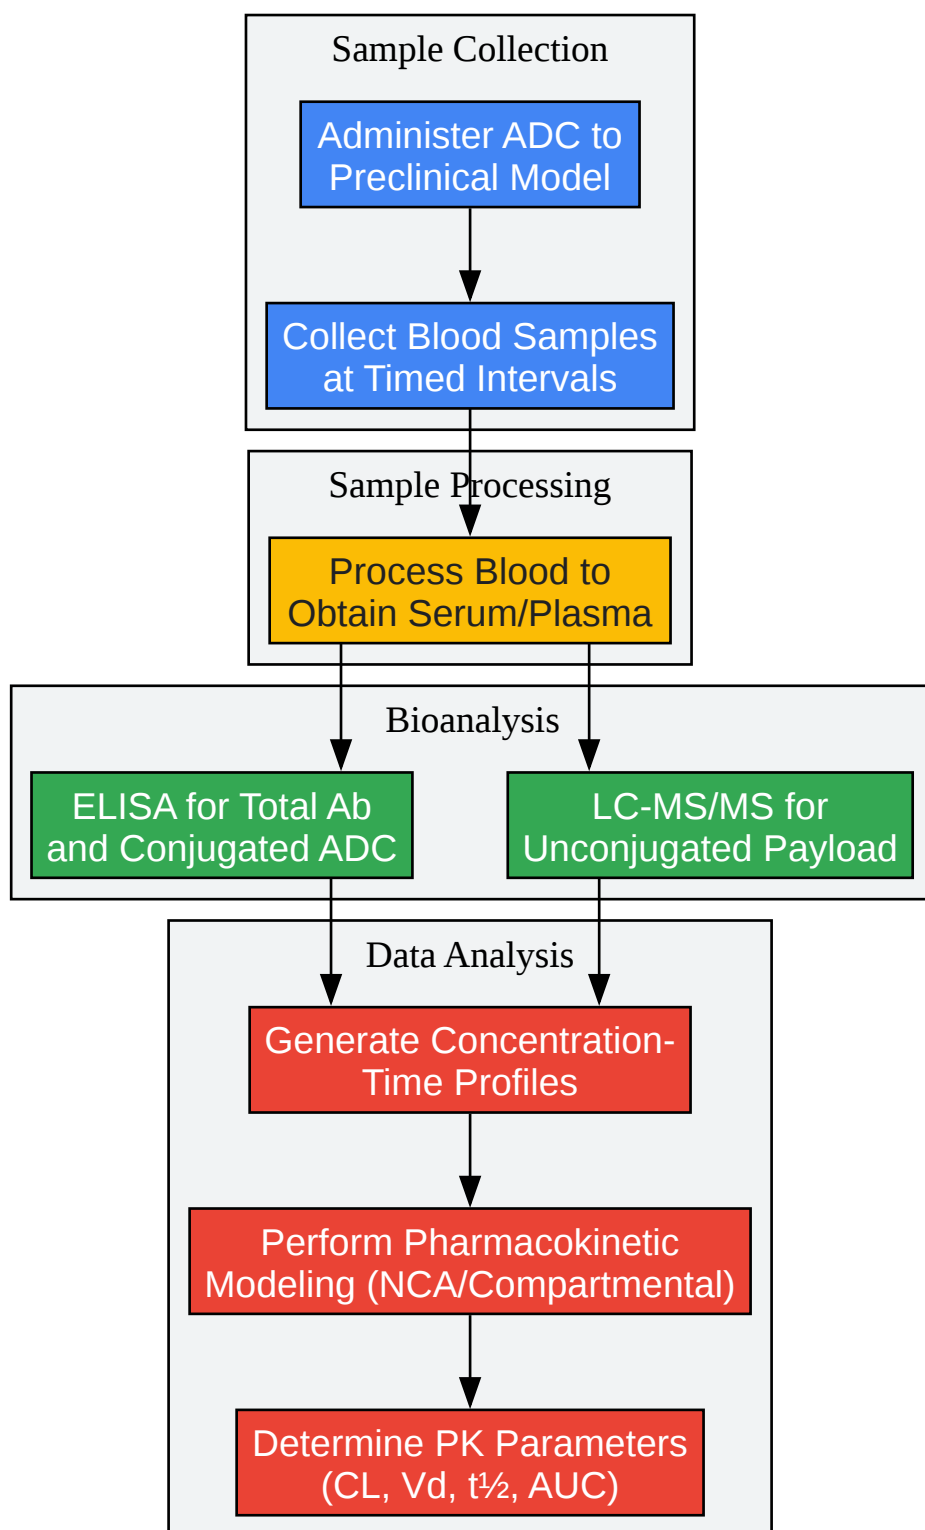 Sample Collection
Administer ADC to
Preclinical Model
Collect Blood Samples
at Timed Intervals
Sample Processing
Process Blood to
Obtain Serum/Plasma
Bioanalysis
ELISA for Total Ab
and Conjugated ADC
LC-MS/MS for
Unconjugated Payload
Data Analysis
Generate Concentration-
Time Profiles
Perform Pharmacokinetic
Modeling (NCA/Compartmental)
Determine PK Parameters
(CL, Vd, t½, AUC)